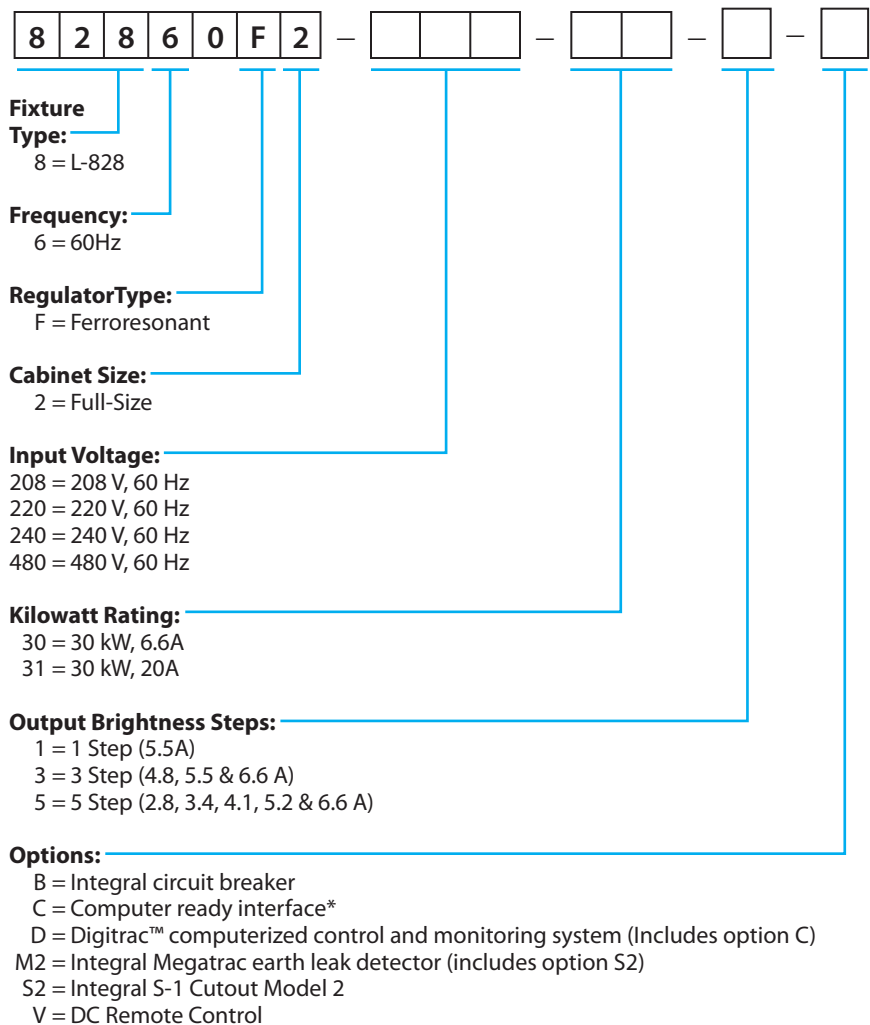 8 2 8 6 0 F 2 – – - –
Fixture
Type:
8 = L-828
Frequency:
6 = 60Hz
RegulatorType:
F = Ferroresonant
Cabinet Size:
2 = Full-Size
Input Voltage:
208 = 208 V, 60 Hz
220 = 220 V, 60 Hz
240 = 240 V, 60 Hz
480 = 480 V, 60 Hz
Kilowatt Rating:
30 = 30 kW, 6.6A
31 = 30 kW, 20A
Output Brightness Steps:
1 = 1 Step (5.5A)
3 = 3 Step (4.8, 5.5 & 6.6 A)
5 = 5 Step (2.8, 3.4, 4.1, 5.2 & 6.6 A)
Options:
B = Integral circuit breaker
C = Computer ready interface*
D = Digitrac™ computerized control and monitoring system (Includes option C)
M2 = Integral Megatrac earth leak detector (includes option S2)
S2 = Integral S-1 Cutout Model 2
V = DC Remote Control